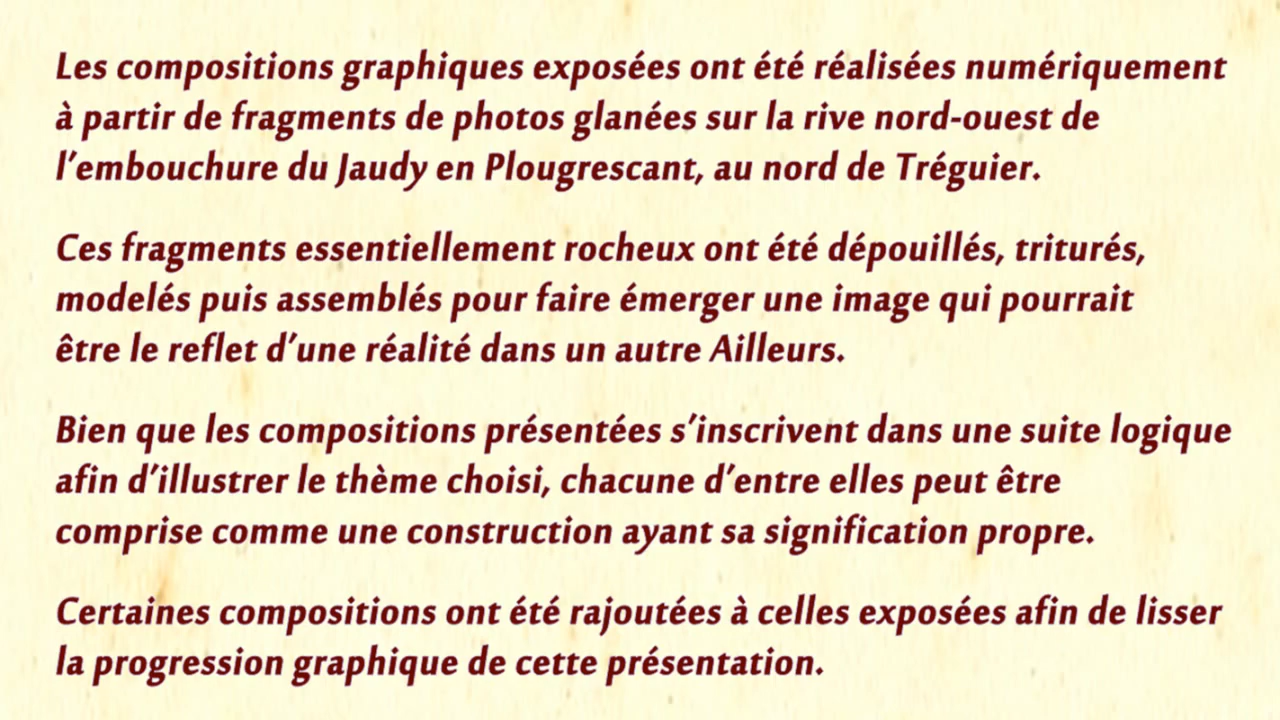 Les compositions graphiques exposées ont été réalisées numériquement
à partir de fragments de photos glanées sur la rive nord-ouest de
l'embouchure du Jaudy en Plougrescant, au nord de Tréguier.
Ces fragments essentiellement rocheux ont été dépouillés, triturés,
modelés puis assemblés pour faire émerger une image qui pourrait
être le reflet d'une réalité dans un autre Ailleurs.
Bien que les compositions présentées s'inscrivent dans une suite logique
afin d'illustrer le thème choisi, chacune d'entre elles peut être
comprise comme une construction ayant sa signification propre.
Certaines compositions ont été rajoutées à celles exposées afin de lisser
la progression graphique de cette présentation.